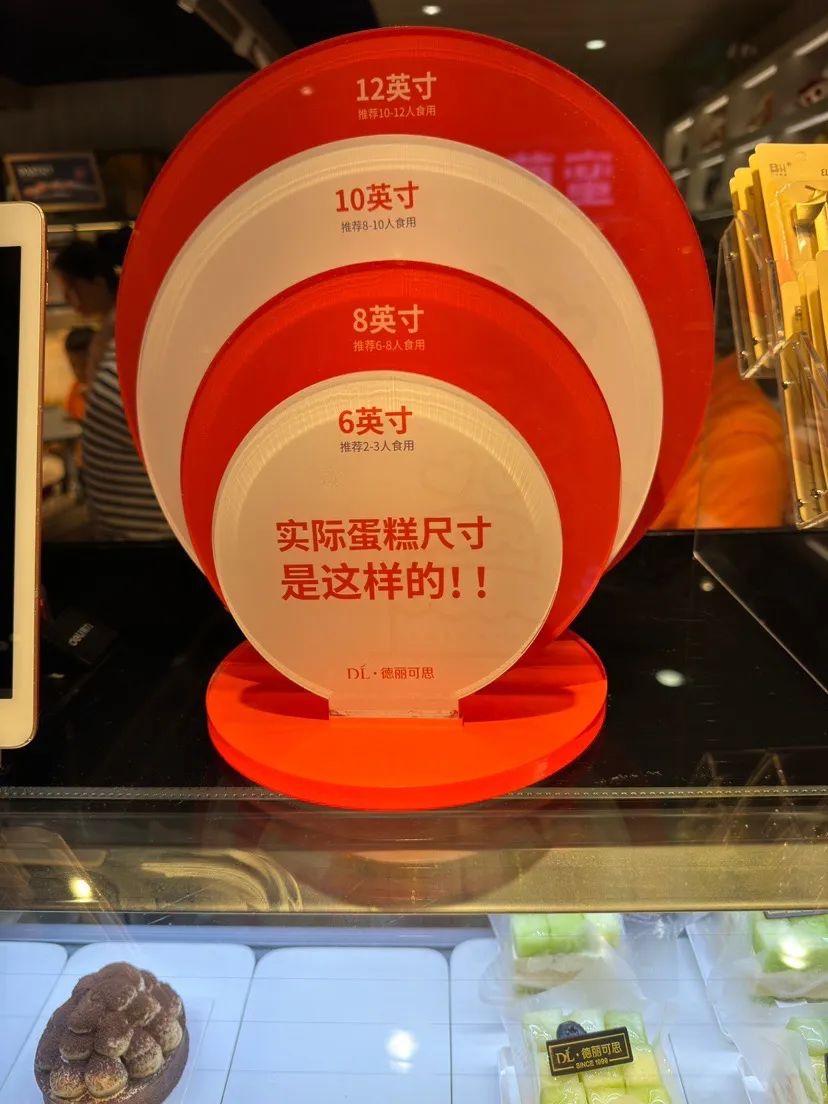 12英寸
推荐10-12人食用
10英寸
推荐8-10人食用
8英寸
推荐6-8人食用
6英寸
推荐2-3人食用
实际蛋糕尺寸
是这样的！！
DL·德丽可思
DL·德丽可思
SINCE 1999